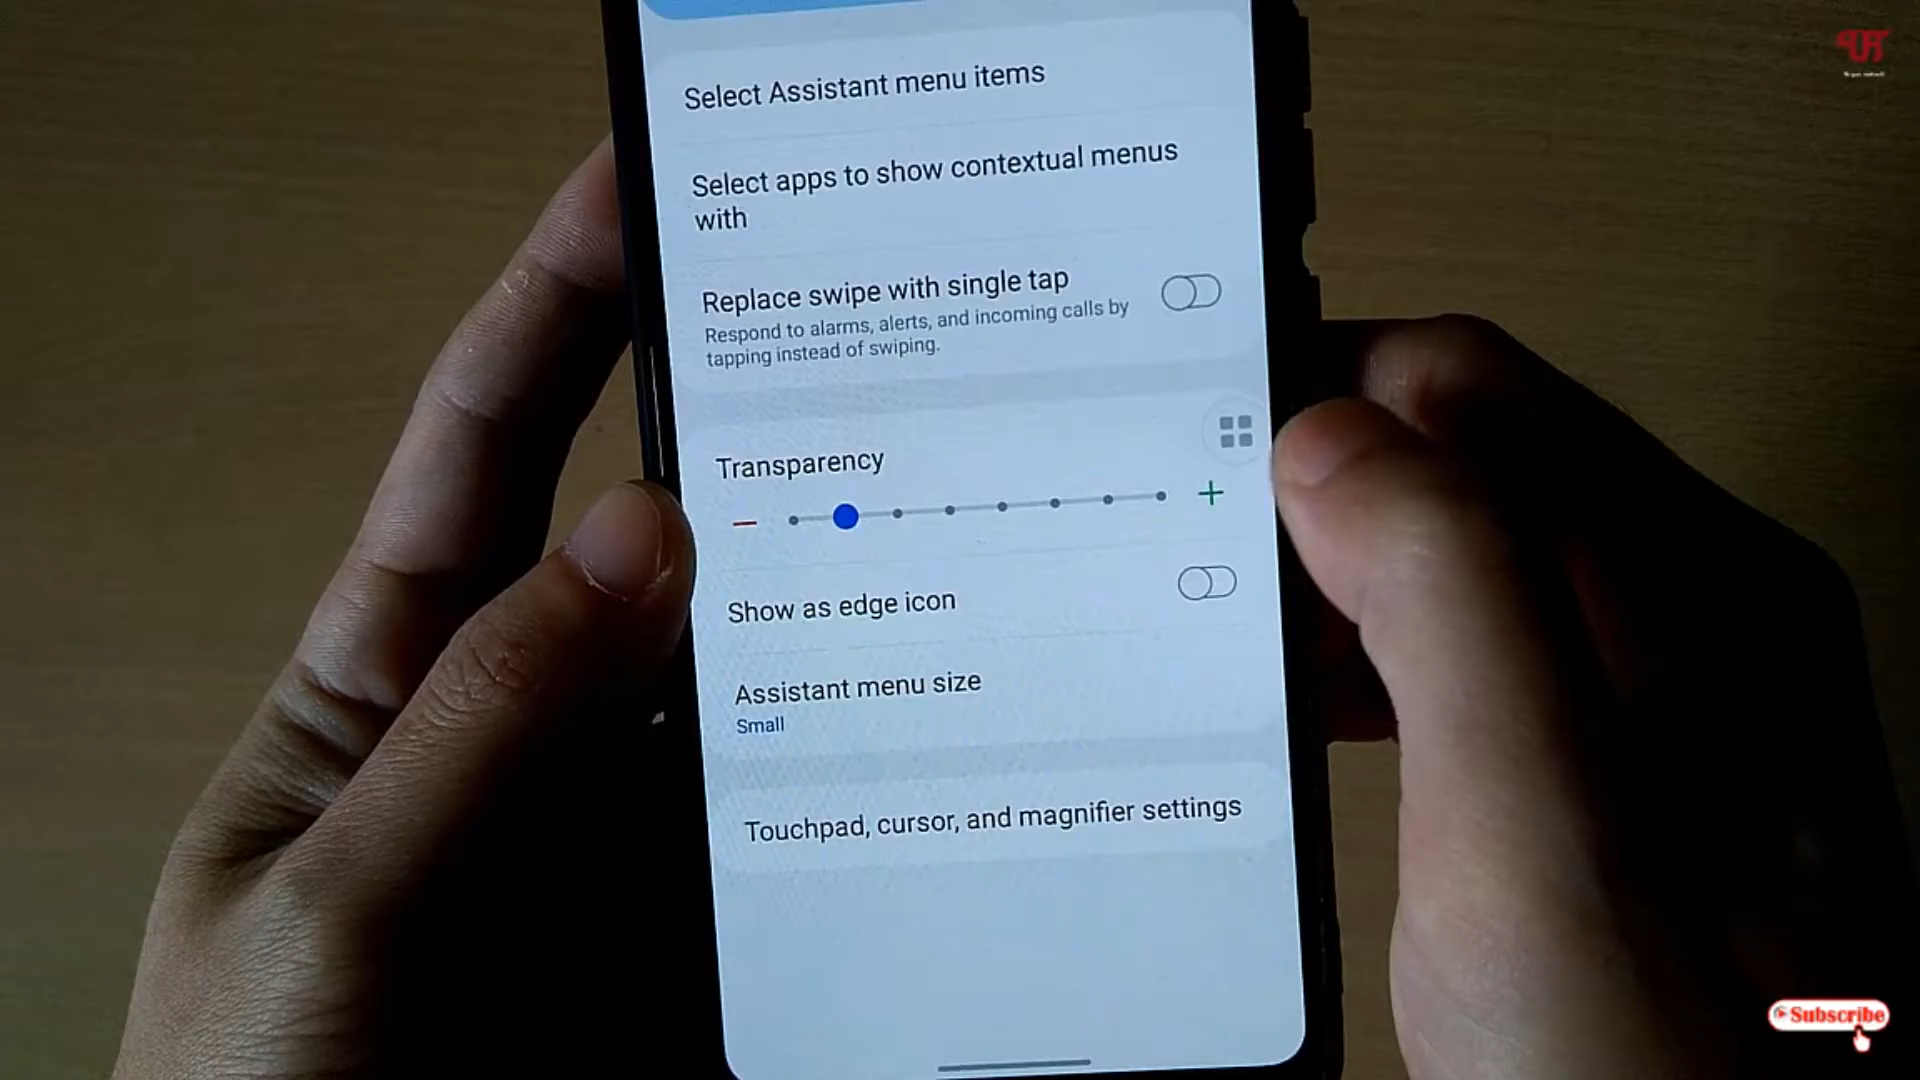 Select Assistant menu items
Select apps to show contextual menus
with
Replace swipe with single tap
Respond to alarms, alerts, and incoming calls by
tapping instead of swiping.
Transparency
Show as edge icon
Assistant menu size
Small
Touchpad, cursor, and magnifier settings
Subscribe